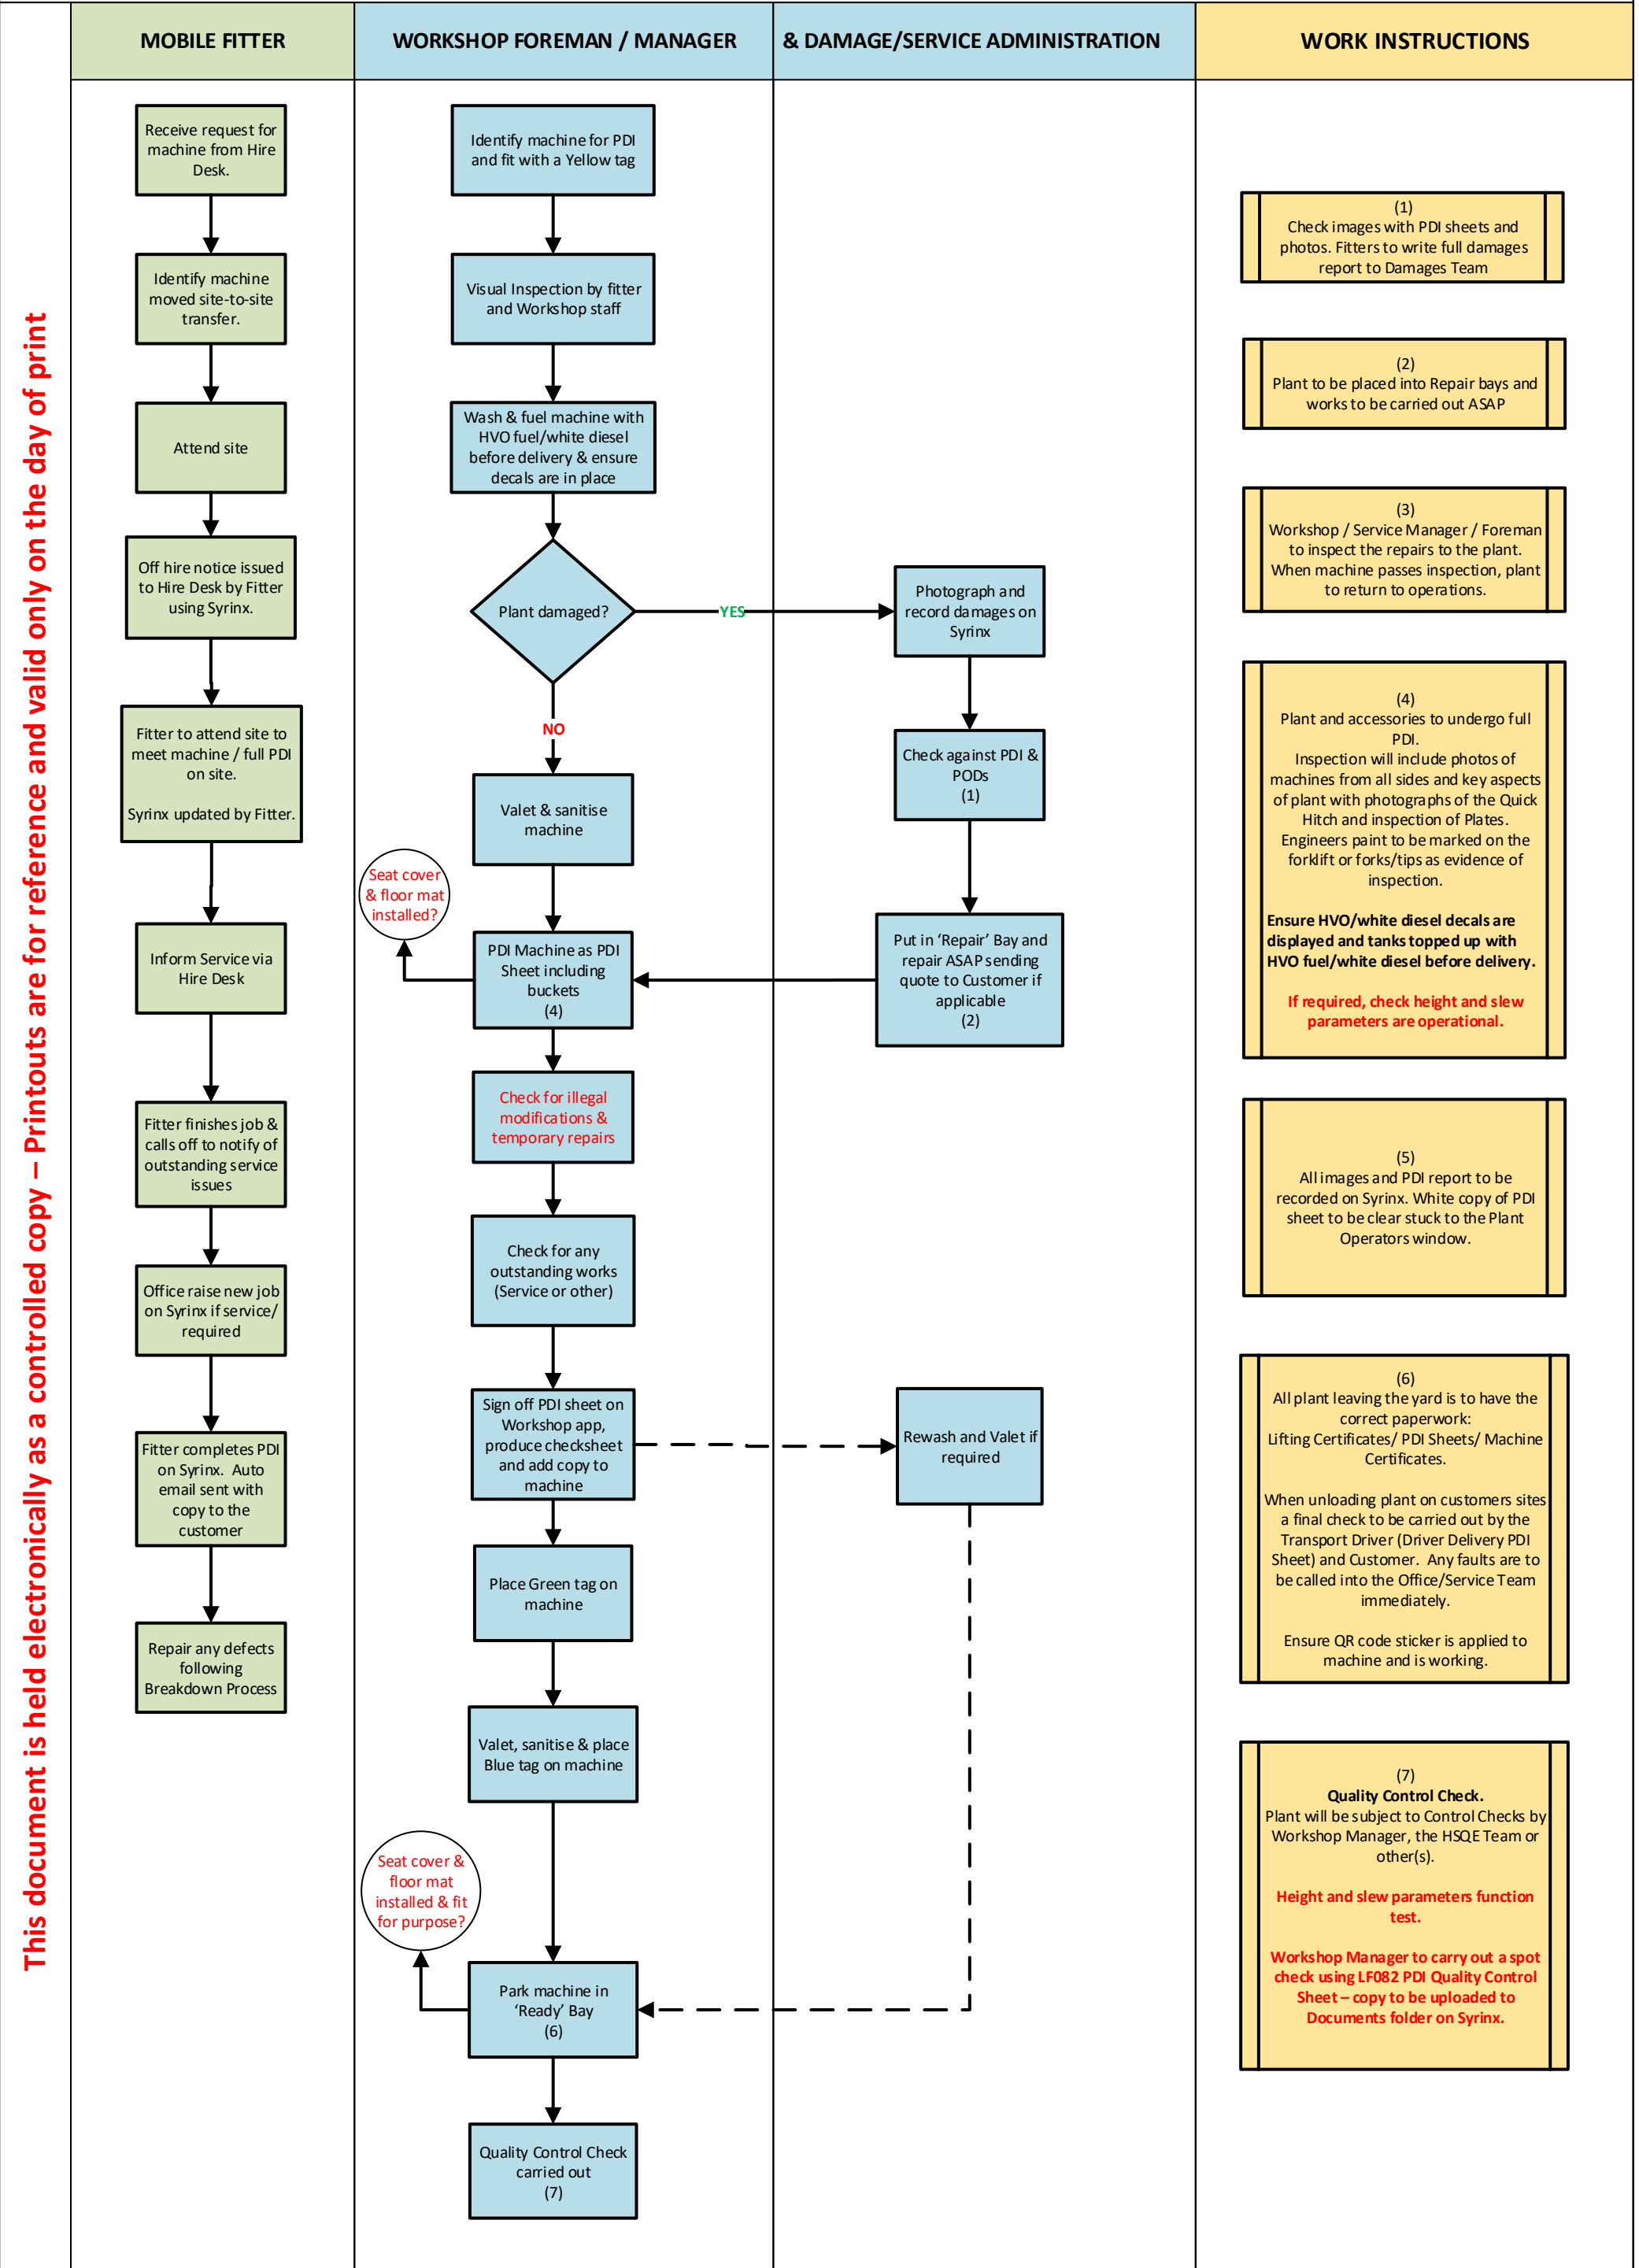 This document is held electronically as a controlled copy – Printouts are for reference and valid only on the day of print
MOBILE FITTER
WORKSHOP FOREMAN / MANAGER
& DAMAGE/SERVICE ADMINISTRATION
WORK INSTRUCTIONS
Receive request for
machine from Hire
Desk.
Identify machine
moved site-to-site
transfer.
Attend site
Off hire notice issued
to Hire Desk by Fitter
using Syrinx.
Fitter to attend site to
meet machine / full PDI
on site.
Syrinx updated by Fitter.
Inform Service via
Hire Desk
Fitter finishes job &
calls off to notify of
outstanding service
issues
Office raise new job
on Syrinx if service/
required
Fitter completes PDI
on Syrinx. Auto
email sent with
copy to the
customer
Repair any defects
following
Breakdown Process
Identify machine for PDI
and fit with a Yellow tag
Visual Inspection by fitter
and Workshop staff
Wash & fuel machine with
HVO fuel/white diesel
before delivery & ensure
decals are in place
Plant damaged?
YES
NO
Valet & sanitise
machine
Seat cover
& floor mat
installed?
PDI Machine as PDI
Sheet including
buckets
(4)
Check for illegal
modifications &
temporary repairs
Check for any
outstanding works
(Service or other)
Sign off PDI sheet on
Workshop app,
produce checksheet
and add copy to
machine
Place Green tag on
machine
Valet, sanitise & place
Blue tag on machine
Seat cover &
floor mat
installed & fit
for purpose?
Park machine in
‘Ready’ Bay
(6)
Quality Control Check
carried out
(7)
Photograph and
record damages on
Syrinx
Check against PDI &
PODs
(1)
Put in ‘Repair’ Bay and
repair ASAP sending
quote to Customer if
applicable
(2)
Rewash and Valet if
required
(1)
Check images with PDI sheets and
photos. Fitters to write full damages
report to Damages Team
(2)
Plant to be placed into Repair bays and
works to be carried out ASAP
(3)
Workshop / Service Manager / Foreman
to inspect the repairs to the plant.
When machine passes inspection, plant
to return to operations.
(4)
Plant and accessories to undergo full
PDI.
Inspection will include photos of
machines from all sides and key aspects
of plant with photographs of the Quick
Hitch and inspection of Plates.
Engineers paint to be marked on the
forklift or forks/tips as evidence of
inspection.
Ensure HVO/white diesel decals are
displayed and tanks topped up with
HVO fuel/white diesel before delivery.
If required, check height and slew
parameters are operational.
(5)
All images and PDI report to be
recorded on Syrinx. White copy of PDI
sheet to be clear stuck to the Plant
Operators window.
(6)
All plant leaving the yard is to have the
correct paperwork:
Lifting Certificates/ PDI Sheets/ Machine
Certificates.
When unloading plant on customers sites
a final check to be carried out by the
Transport Driver (Driver Delivery PDI
Sheet) and Customer. Any faults are to
be called into the Office/Service Team
immediately.
Ensure QR code sticker is applied to
machine and is working.
(7)
Quality Control Check.
Plant will be subject to Control Checks by
Workshop Manager, the HSQE Team or
other(s).
Height and slew parameters function
test.
Workshop Manager to carry out a spot
check using LF082 PDI Quality Control
Sheet – copy to be uploaded to
Documents folder on Syrinx.